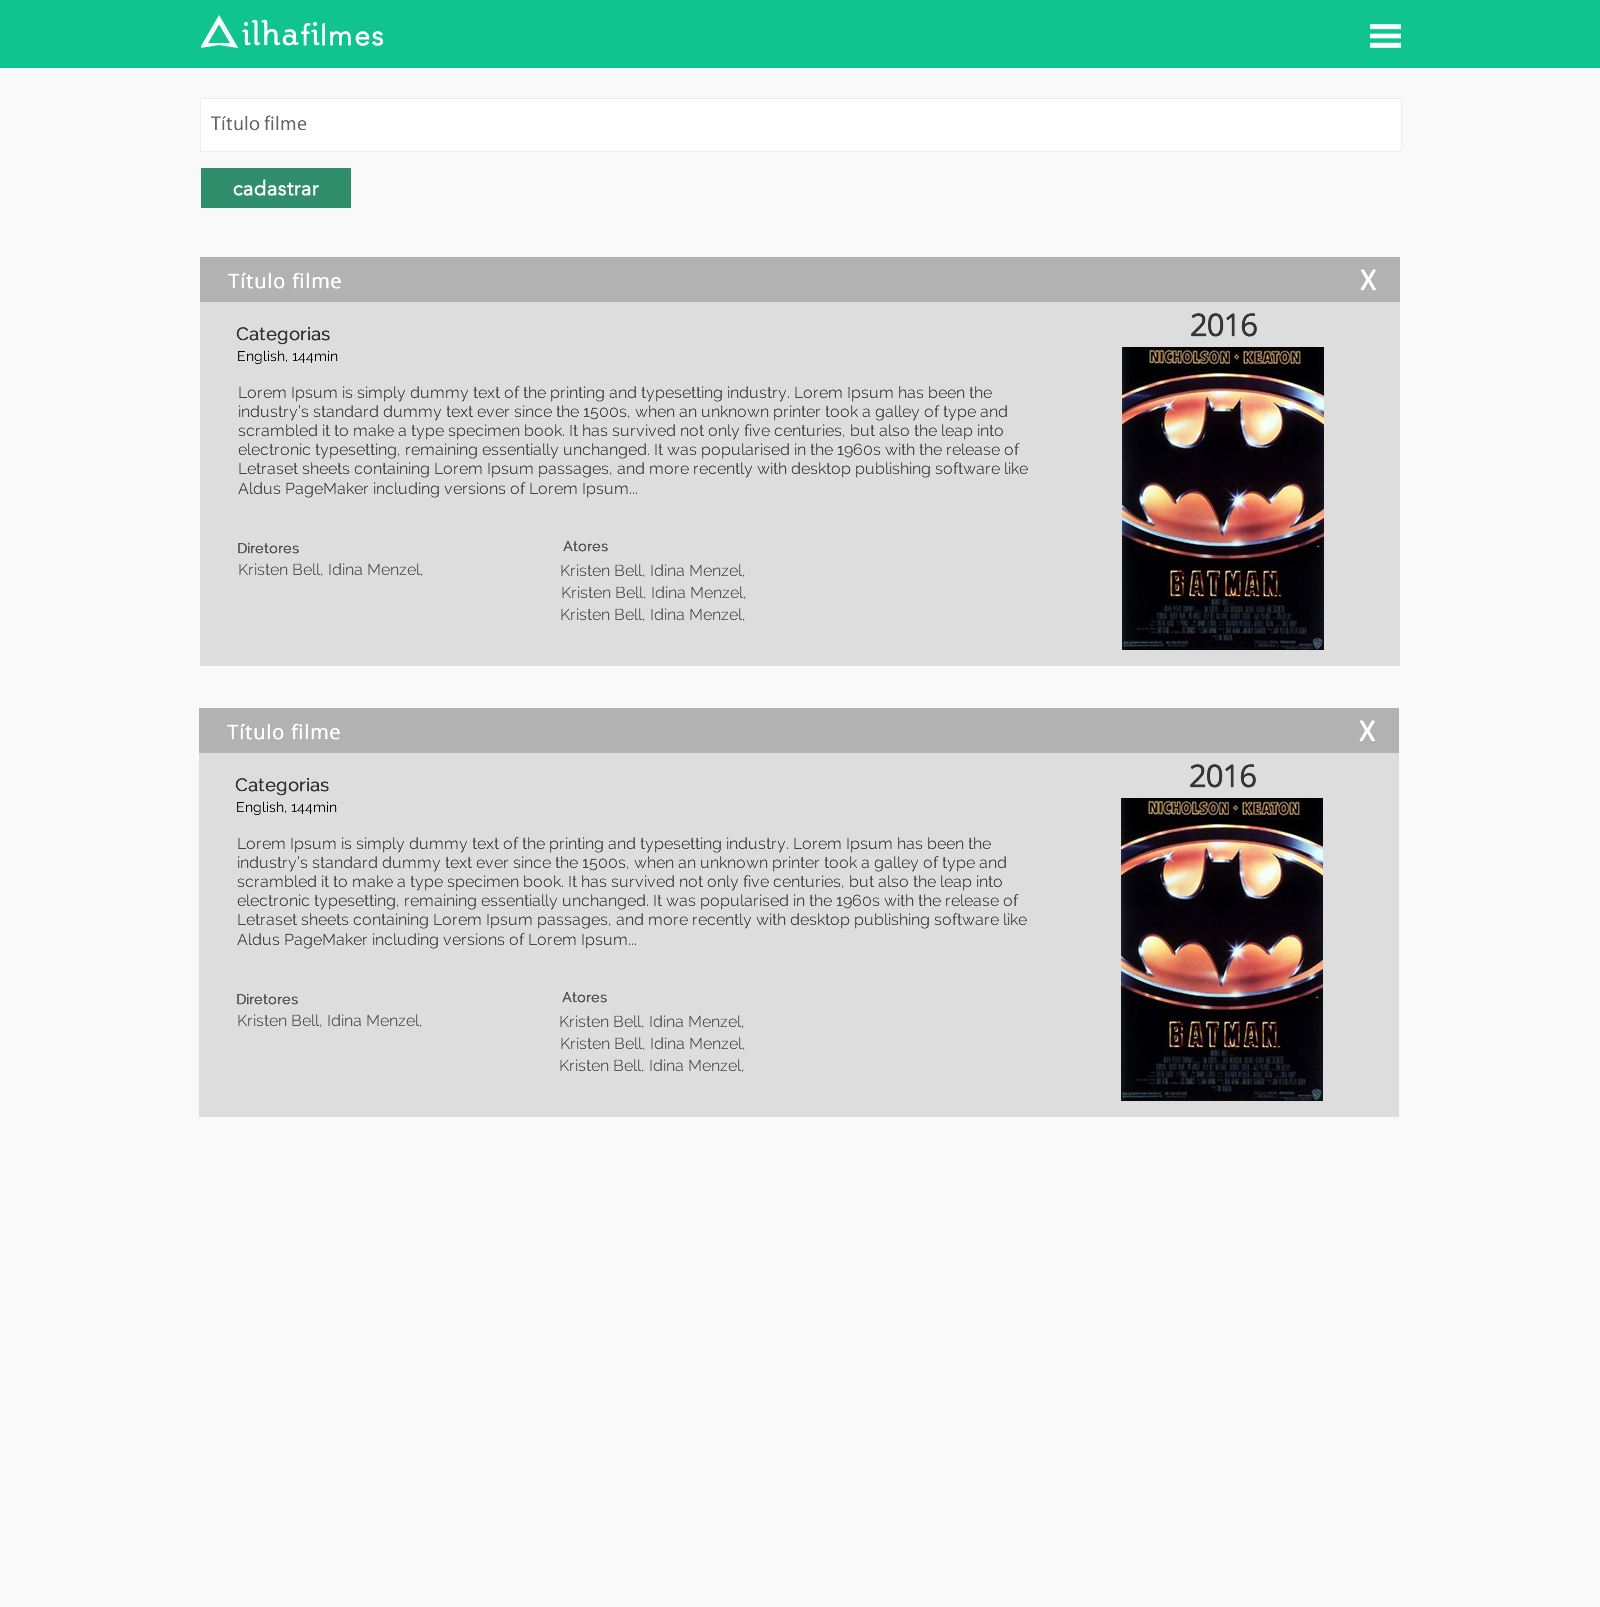 ilhafilmes
Título filme
cadastrar
Título filme X
Categorias
English, 144min
Lorem Ipsum is simply dummy text of the printing and typesetting industry. Lorem Ipsum has been the
industry's standard dummy text ever since the 1500s, when an unknown printer took a galley of type and
scrambled it to make a type specimen book. It has survived not only five centuries, but also the leap into
electronic typesetting, remaining essentially unchanged. It was popularised in the 1960s with the release of
Letraset sheets containing Lorem Ipsum passages, and more recently with desktop publishing software like
Aldus PageMaker including versions of Lorem Ipsum...
Diretores
Kristen Bell, Idina Menzel,
Atores
Kristen Bell, Idina Menzel,
Kristen Bell, Idina Menzel,
Kristen Bell, Idina Menzel,
2016
NICHOLSON KEATON
BATMAN
Título filme X
Categorias
English, 144min
Lorem Ipsum is simply dummy text of the printing and typesetting industry. Lorem Ipsum has been the
industry's standard dummy text ever since the 1500s, when an unknown printer took a galley of type and
scrambled it to make a type specimen book. It has survived not only five centuries, but also the leap into
electronic typesetting, remaining essentially unchanged. It was popularised in the 1960s with the release of
Letraset sheets containing Lorem Ipsum passages, and more recently with desktop publishing software like
Aldus PageMaker including versions of Lorem Ipsum...
Diretores
Kristen Bell, Idina Menzel,
Atores
Kristen Bell, Idina Menzel,
Kristen Bell, Idina Menzel,
Kristen Bell, Idina Menzel,
2016
NICHOLSON KEATON
BATMAN